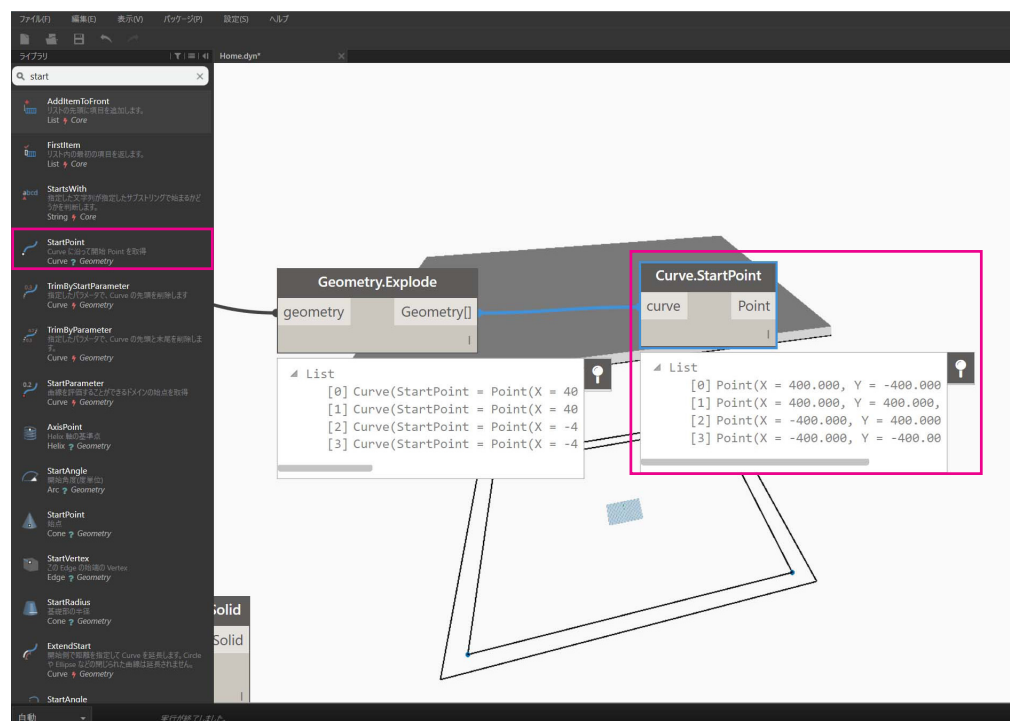 ファイル(F) 編集(E) 表示(V) パッケージ(P) 設定(S) ヘルプ
ライブラリ
Home.dyn*
start
AddItemToFront
リストの先頭に項目を追加します。
List Core
FirstItem
リスト内の最初の項目を返します。
List Core
abcd
StartsWith
指定した文字列が指定したサブストリングで始まるかど
うかを判断します。
String Core
StartPoint
Curve に沿って開始 Point を取得
Curve ? Geometry
TrimByStartParameter
指定したパラメータで、Curve の先頭を削除します
Curve Geometry
TrimByParameter
指定したパラメータで、Curve の先頭と末尾を削除しま
す。
Curve Geometry
0.2
StartParameter
曲線を評価することができるドメインの始点を取得
Curve Geometry
AxisPoint
Helix 軸の基準点
Helix ? Geometry
StartAngle
開始角度(度単位)
Arc ? Geometry
StartPoint
始点
Cone ? Geometry
StartVertex
この Edge の始端の Vertex
Edge ? Geometry
StartRadius
基礎部の半径
Cone ? Geometry
ExtendStart
開始側で距離を指定して Curve を延長します。Circle
や Ellipse などの閉じられた曲線は延長されません。
Curve Geometry
StartAngle
自動
実行が終了しました。
Geometry.Explode
geometry Geometry[]
List
[0] Curve(StartPoint = Point(X = 40
[1] Curve(StartPoint = Point(X = 40
[2] Curve(StartPoint = Point(X = -4
[3] Curve(StartPoint = Point(X = -4
Curve.StartPoint
curve Point
List
[0] Point(X = 400.000, Y = -400.000
[1] Point(X = 400.000, Y = 400.000,
[2] Point(X = -400.000, Y = 400.000
[3] Point(X = -400.000, Y = -400.00
Solid
Solid